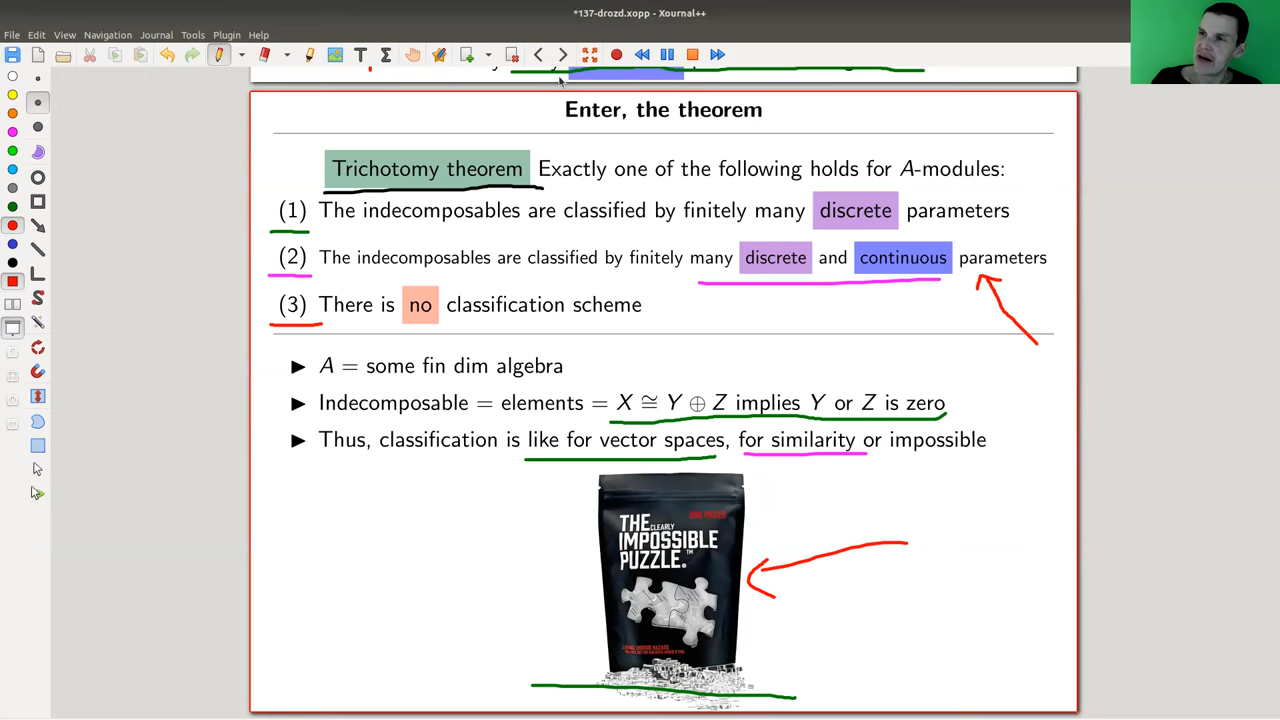 *137-drozd.xopp - Xournal++
File Edit View Navigation Journal Tools Plugin Help
Enter, the theorem
Trichotomy theorem Exactly one of the following holds for A-modules:
(1) The indecomposables are classified by finitely many discrete parameters
(2) The indecomposables are classified by finitely many discrete and continuous parameters
(3) There is no classification scheme
▶ A = some fin dim algebra
▶ Indecomposable = elements = X ≅ Y ⊕ Z implies Y or Z is zero
▶ Thus, classification is like for vector spaces, for similarity or impossible
THE CLEARLY
IMPOSSIBLE
PUZZLE.™